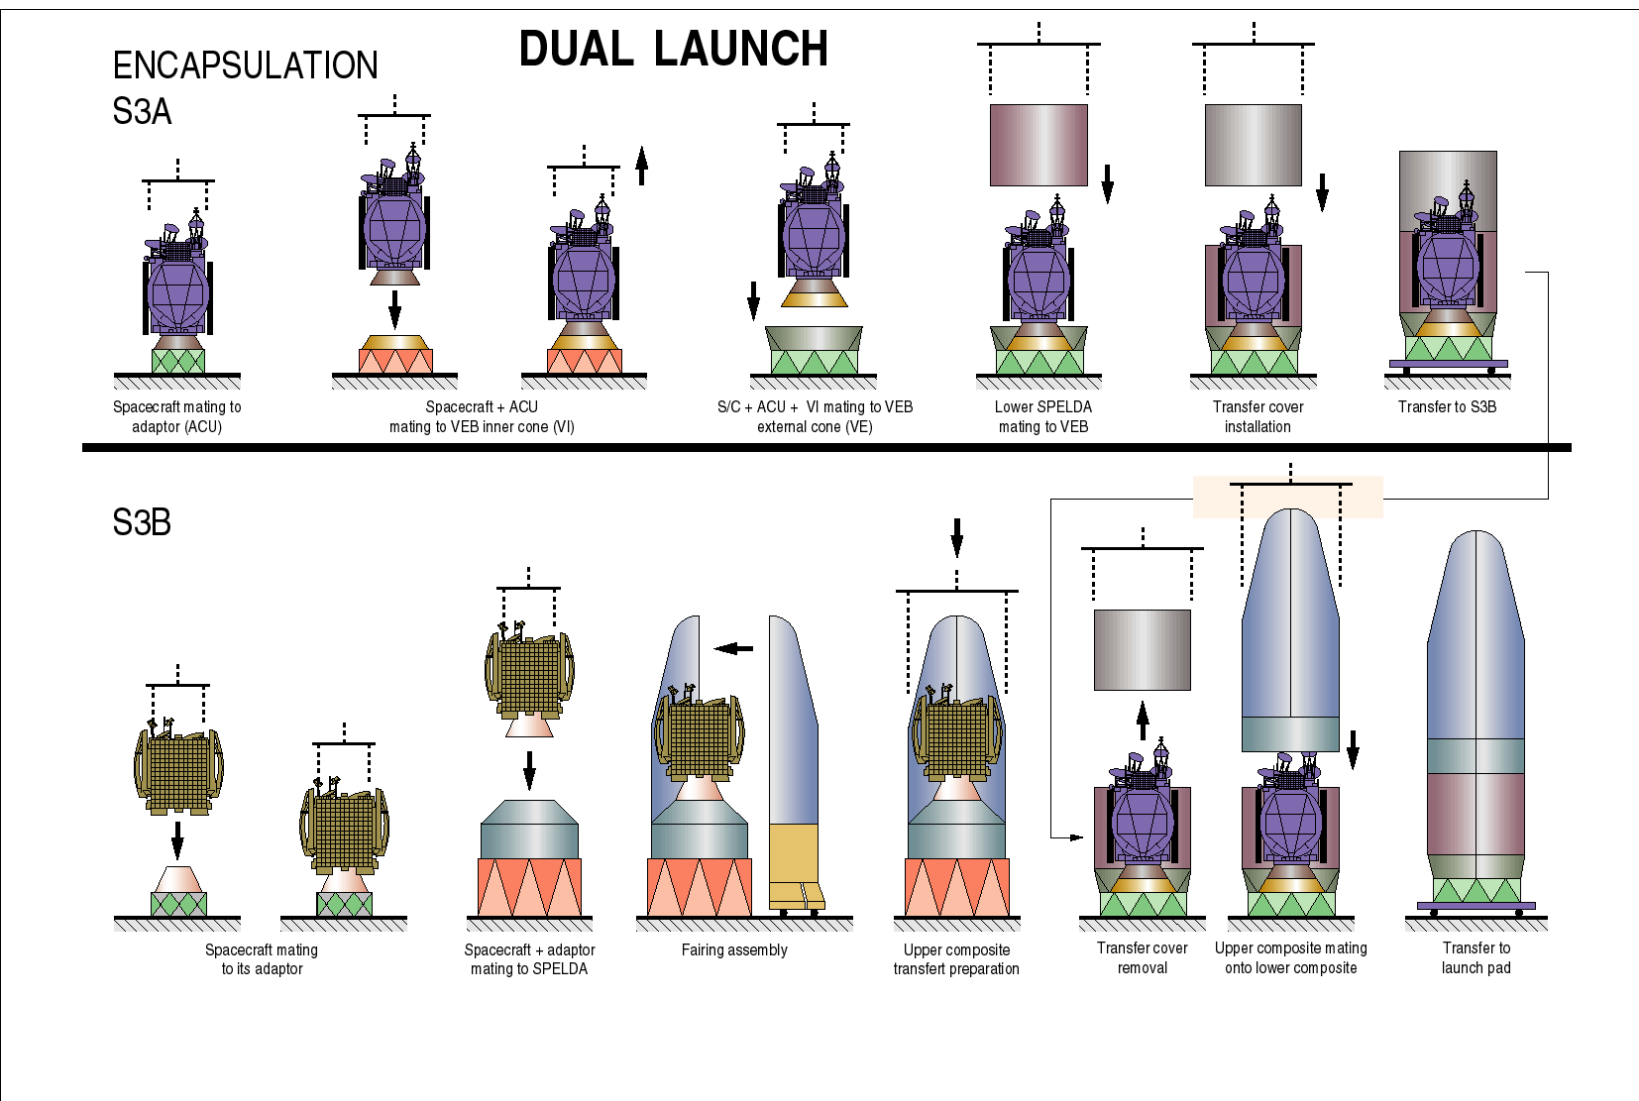 DUAL LAUNCH
ENCAPSULATION
S3A
Spacecraft mating to
adaptor (ACU)
Spacecraft + ACU
mating to VEB inner cone (VI)
S/C + ACU + VI mating to VEB
external cone (VE)
Lower SPELDA
mating to VEB
Transfer cover
installation
Transfer to S3B
S3B
Spacecraft mating
to its adaptor
Spacecraft + adaptor
mating to SPELDA
Fairing assembly
Upper composite
transfert preparation
Transfer cover
removal
Upper composite mating
onto lower composite
Transfer to
launch pad